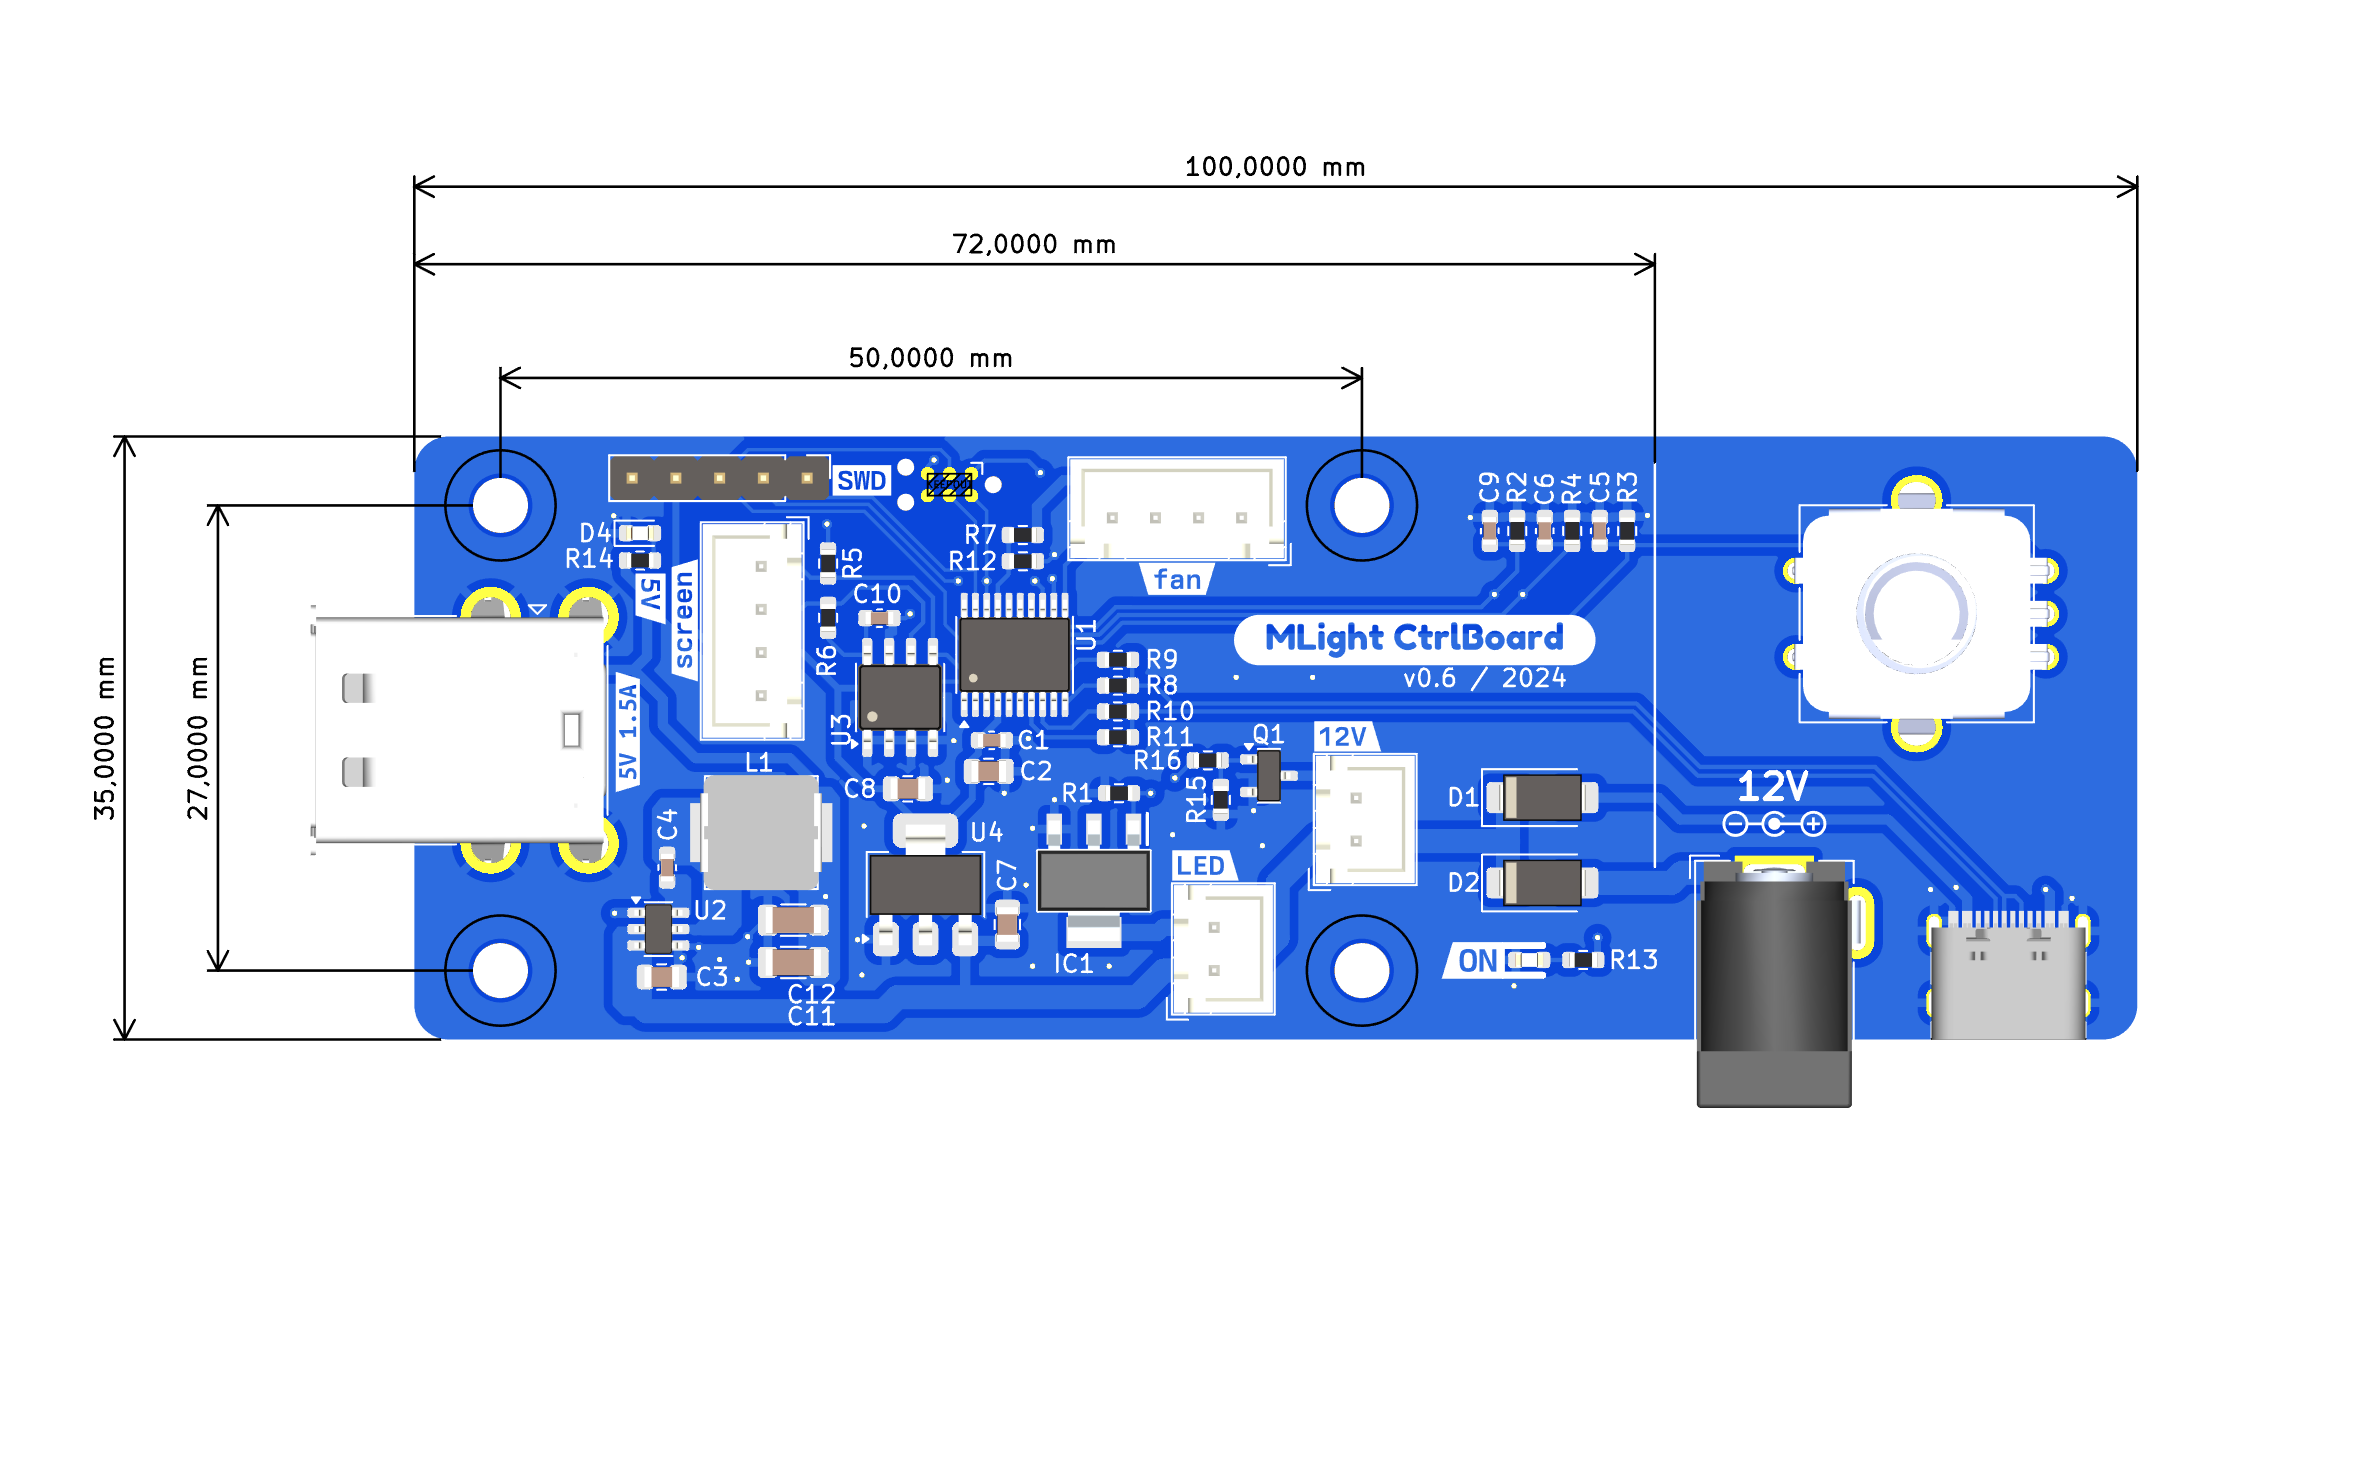 100,0000 mm
72,0000 mm
50,0000 mm
35,0000 mm
27,0000 mm
SWD
D4
R14
5V
screen
5V 1.5A
R5
R6
C10
U3
R7
R12
U1
fan
C9
R2
C6
R4
C5
R3
MLight CtrlBoard
v0.6 / 2024
R9
R8
R10
R11
C1
C2
L1
C8
R16
Q1
R15
R1
12V
D1
12V
C4
U4
C7
LED
D2
U2
C3
IC1
ON
R13
C12
C11